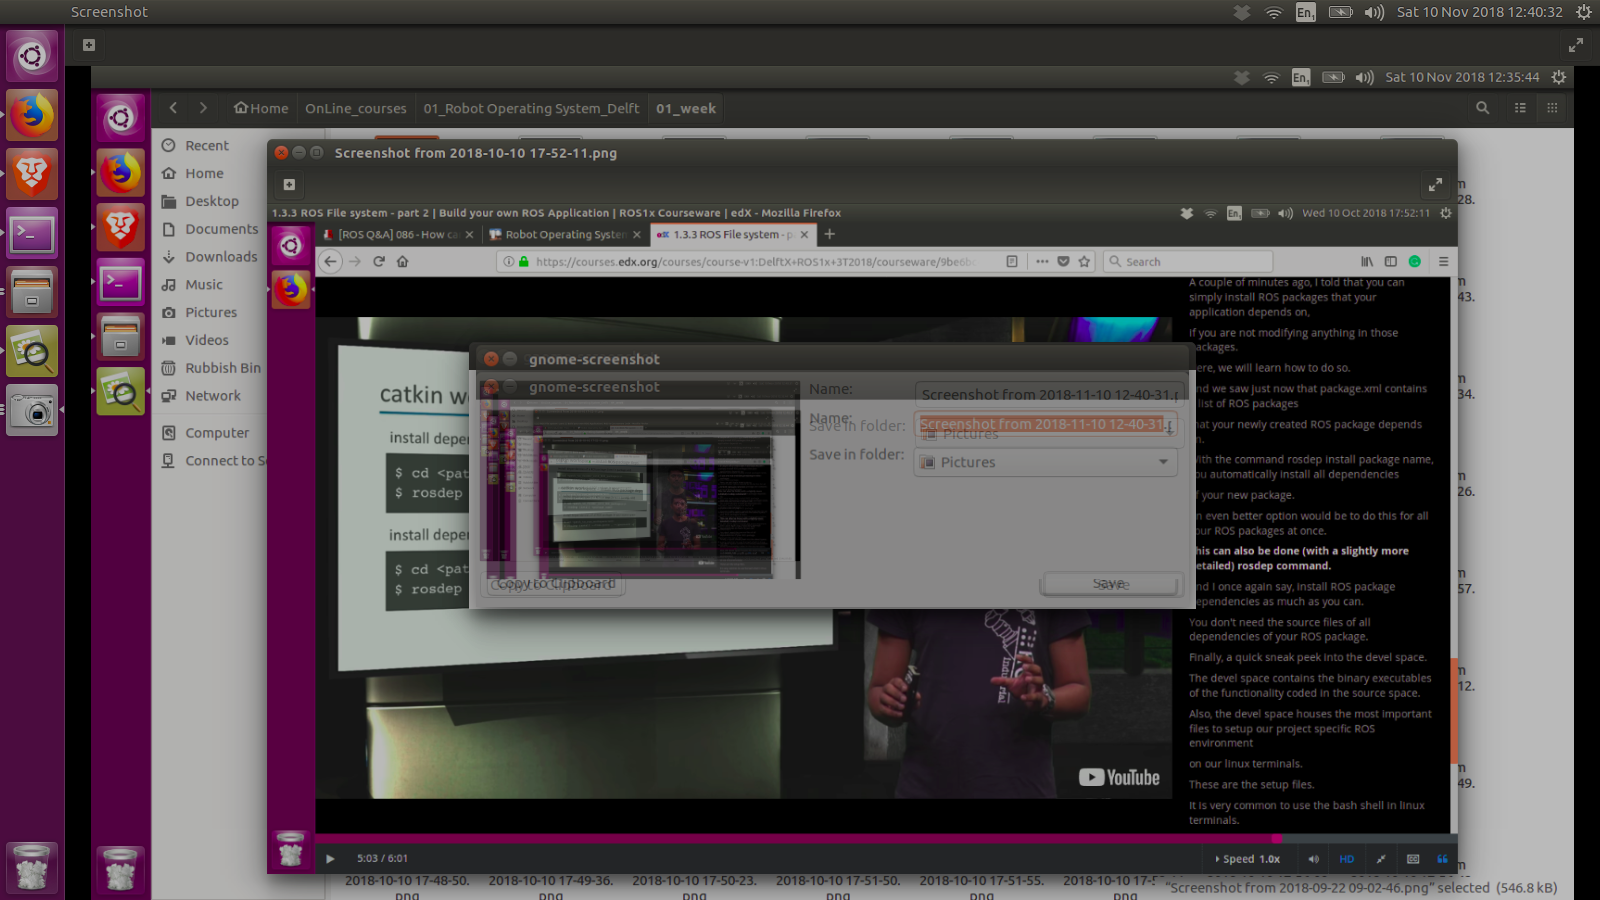 Screenshot
En1
Sat 10 Nov 2018 12:40:32
En1
Sat 10 Nov 2018 12:35:44
Home
OnLine_courses
01_Robot Operating System_Delft
01_week
Recent
Home
Desktop
Documents
Downloads
Music
Pictures
Videos
Rubbish Bin
Network
Computer
Connect to Se
Screenshot from 2018-10-10 17-52-11.png
1.3.3 ROS File system - part 2 | Build your own ROS Application | ROS1x Courseware | edX - Mozilla Firefox
En1
Wed 10 Oct 2018 17:52:11
[ROS Q&A] 086 - How ca
Robot Operating System
1.3.3 ROS File system - p
https://courses.edx.org/courses/course-v1:DelftX+ROS1x+3T2018/courseware/9be6bc
Search
catkin w
install depe
$ cd <pat
$ rosdep
install depe
$ cd <pat
$ rosdep
gnome-screenshot
gnome-screenshot
Name:
Screenshot from 2018-11-10 12-40-31.p
Name:
Screenshot from 2018-11-10 12-40-31.
Save in folder:
Pictures
Save in folder:
Pictures
Copy to Clipboard
Copy to Clipboard
Save
Save
Industrial
YouTube
A couple of minutes ago, I told that you can
simply install ROS packages that your
application depends on,
If you are not modifying anything in those
packages.
ere, we will learn how to do so.
nd we saw just now that package.xml contains
list of ROS packages
hat your newly created ROS package depends
n.
With the command rosdep install package name,
ou automatically install all dependencies
f your new package.
n even better option would be to do this for all
our ROS packages at once.
his can also be done (with a slightly more
etailed) rosdep command.
nd I once again say, install ROS package
ependencies as much as you can.
You don't need the source files of all
dependencies of your ROS package.
Finally, a quick sneak peek into the devel space.
The devel space contains the binary executables
of the functionality coded in the source space.
Also, the devel space houses the most important
files to setup our project specific ROS
environment
on our linux terminals.
These are the setup files.
It is very common to use the bash shell in linux
terminals.
m
28.
m
43.
m
34.
m
26.
m
57.
m
12.
m
49.
5:03 / 6:01
Speed 1.0x
HD
2018-10-10 17-48-50.
png
2018-10-10 17-49-36.
png
2018-10-10 17-50-23.
png
2018-10-10 17-51-50.
png
2018-10-10 17-51-55.
png
2018-10-10 17-5
png
"Screenshot from 2018-09-22 09-02-46.png" selected (546.8 kB)